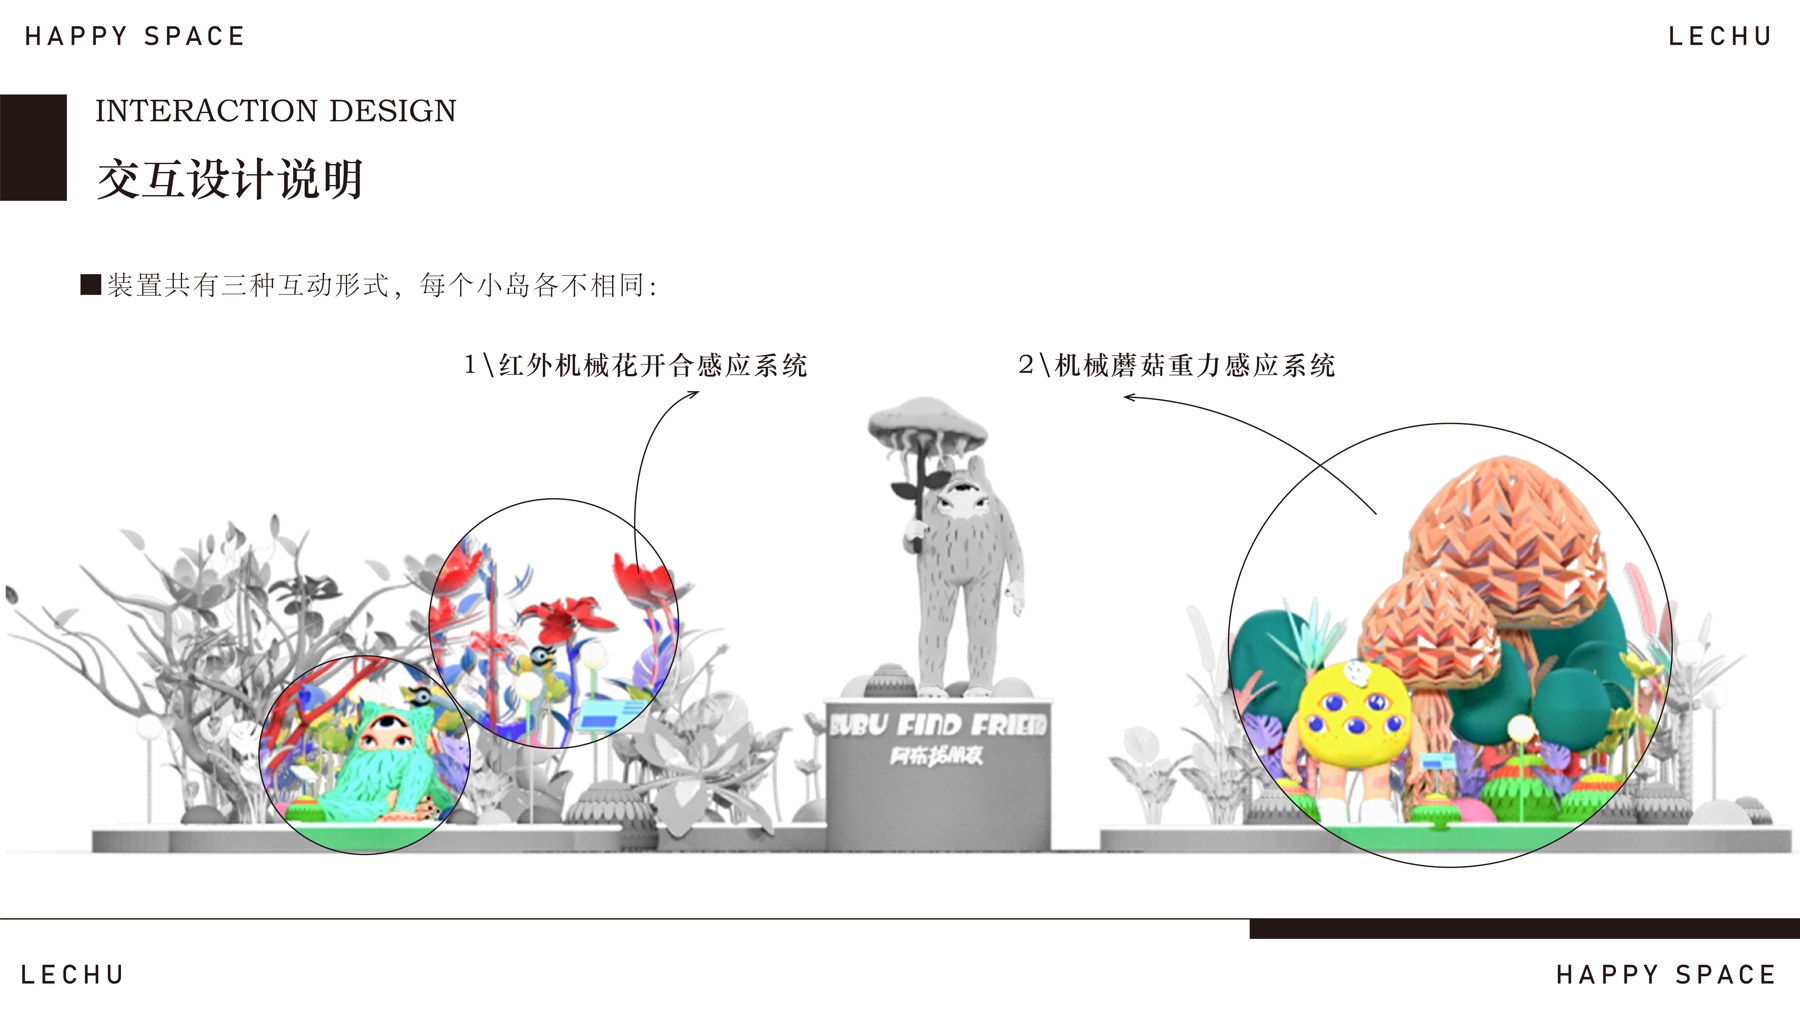 HAPPY SPACE
LECHU
INTERACTION DESIGN
交互设计说明
■装置共有三种互动形式，每个小岛各不相同：
1\红外机械花开合感应系统
2\机械蘑菇重力感应系统
BUBU FIND FRIEND
阿布找朋友
LECHU
HAPPY SPACE